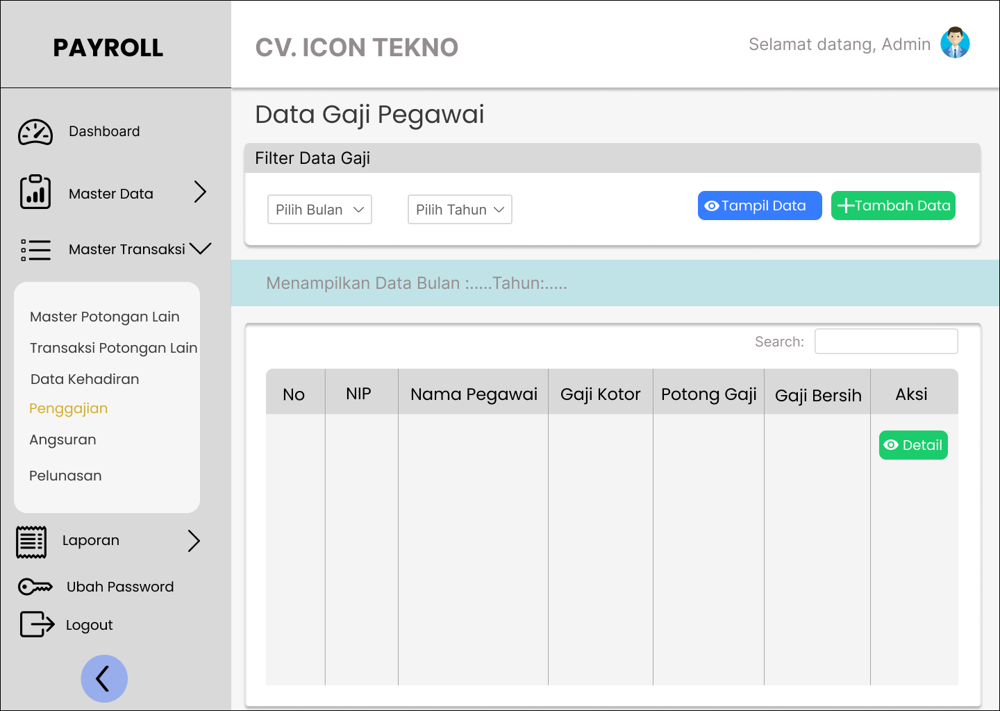 PAYROLL
CV. ICON TEKNO
Selamat datang, Admin
Dashboard
Master Data
Master Transaksi
Master Potongan Lain
Transaksi Potongan Lain
Data Kehadiran
Penggajian
Angsuran
Pelunasan
Laporan
Ubah Password
Logout
Data Gaji Pegawai
Filter Data Gaji
Pilih Bulan
Pilih Tahun
Tampil Data
Tambah Data
Menampilkan Data Bulan :.....Tahun:.....
Search:
No NIP Nama Pegawai Gaji Kotor Potong Gaji Gaji Bersih Aksi
Detail